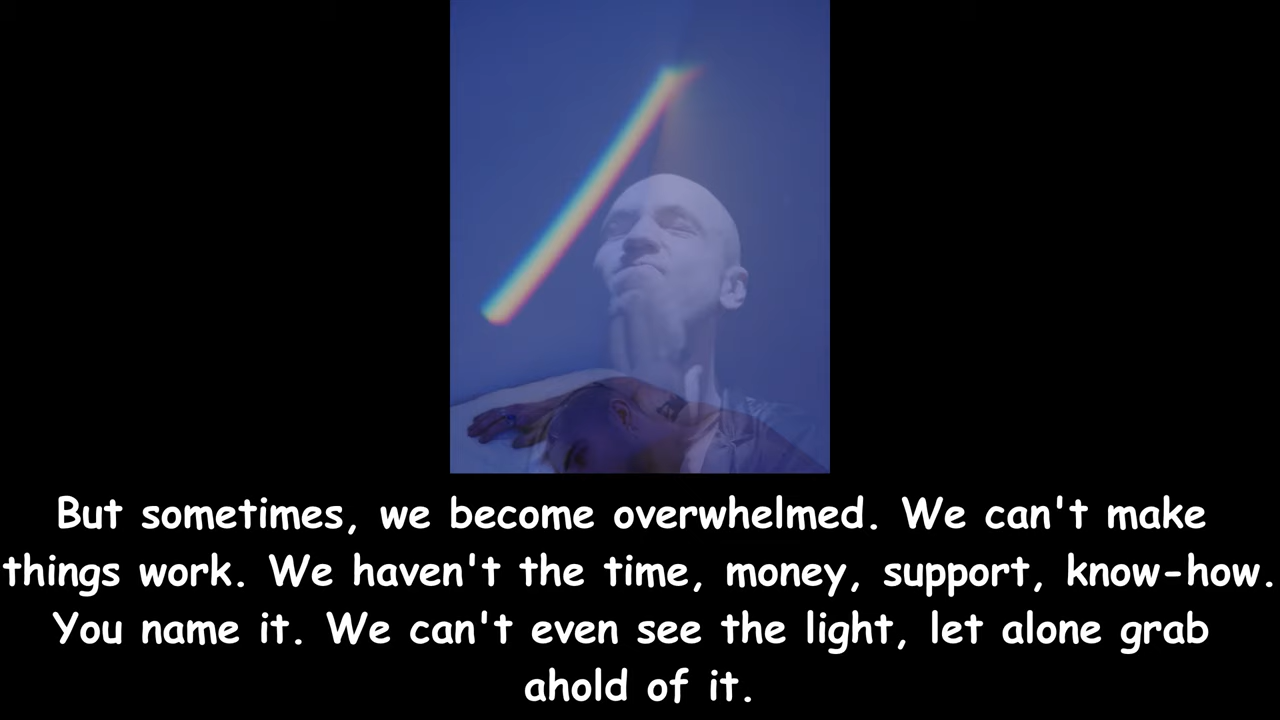 But sometimes, we become overwhelmed. We can't make
things work. We haven't the time, money, support, know-how.
You name it. We can't even see the light, let alone grab
ahold of it.